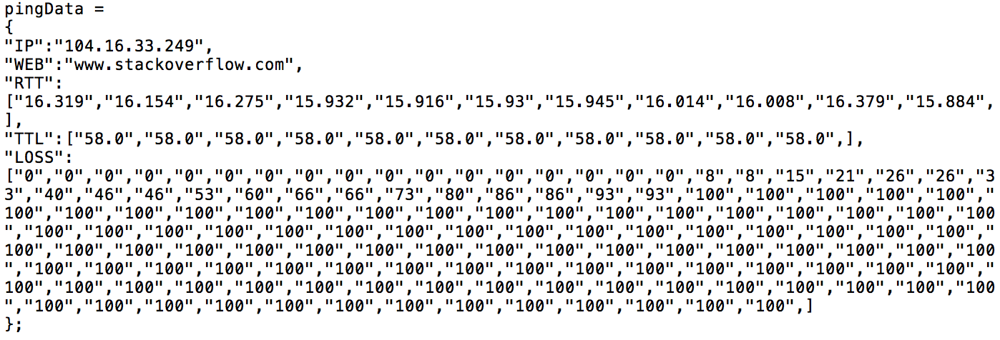 pingData =
{
"IP":"104.16.33.249",
"WEB":"www.stackoverflow.com",
"RTT":
["16.319","16.154","16.275","15.932","15.916","15.93","15.945","16.014","16.008","16.379","15.884",
],
"TTL":["58.0","58.0","58.0","58.0","58.0","58.0","58.0","58.0","58.0","58.0","58.0",],
"LOSS":
["0","0","0","0","0","0","0","0","0","0","0","0","0","0","0","0","0","8","8","15","21","26","26","3
3","40","46","46","53","60","66","66","73","80","86","86","93","93","100","100","100","100","100","
100","100","100","100","100","100","100","100","100","100","100","100","100","100","100","100","100
","100","100","100","100","100","100","100","100","100","100","100","100","100","100","100","100","
100","100","100","100","100","100","100","100","100","100","100","100","100","100","100","100","100
","100","100","100","100","100","100","100","100","100","100","100","100","100","100","100","100","
100","100","100","100","100","100","100","100","100","100","100","100","100","100","100","100","100
","100","100","100","100","100","100","100","100","100","100","100","100","100",]
};